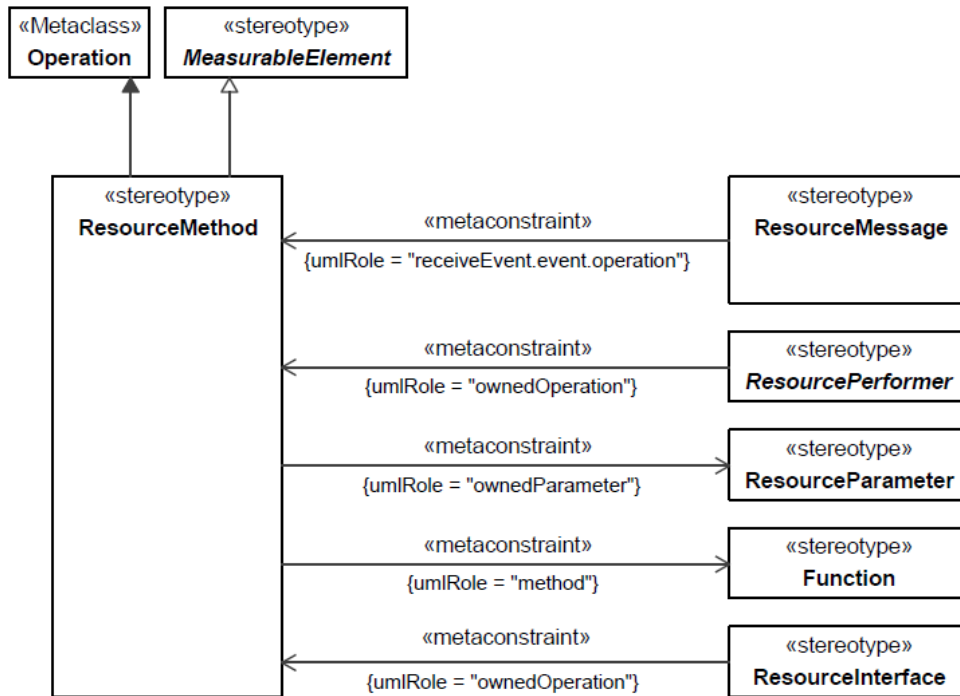 «Metaclass»
Operation
«stereotype»
MeasurableElement
«stereotype»
ResourceMethod
«metaconstraint»
{umlRole = "receiveEvent.event.operation"}
«stereotype»
ResourceMessage
«metaconstraint»
{umlRole = "ownedOperation"}
«stereotype»
ResourcePerformer
«metaconstraint»
{umlRole = "ownedParameter"}
«stereotype»
ResourceParameter
«metaconstraint»
{umlRole = "method"}
«stereotype»
Function
«metaconstraint»
{umlRole = "ownedOperation"}
«stereotype»
ResourceInterface